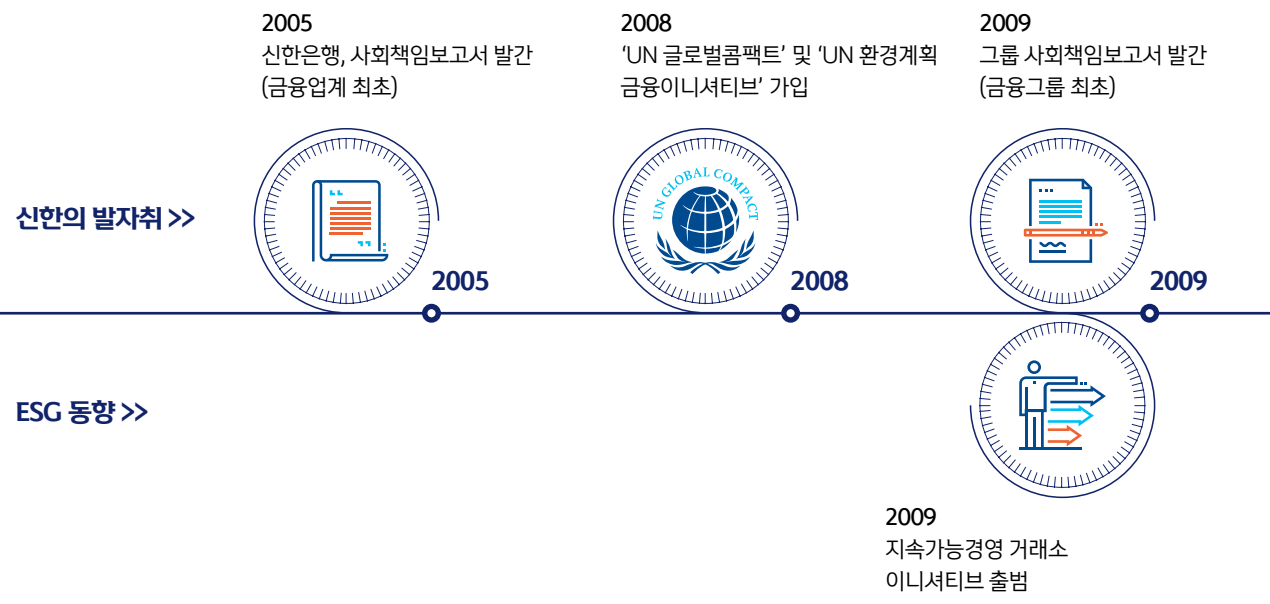 2005
신한은행, 사회책임보고서 발간
(금융업계 최초)
2008
‘UN 글로벌콤팩트’ 및 ‘UN 환경계획
금융이니셔티브’ 가입
2009
그룹 사회책임보고서 발간
(금융그룹 최초)
신한의 발자취 >>
UN GLOBAL COMPACT
2005
2008
2009
ESG 동향 >>
2009
지속가능경영 거래소
이니셔티브 출범